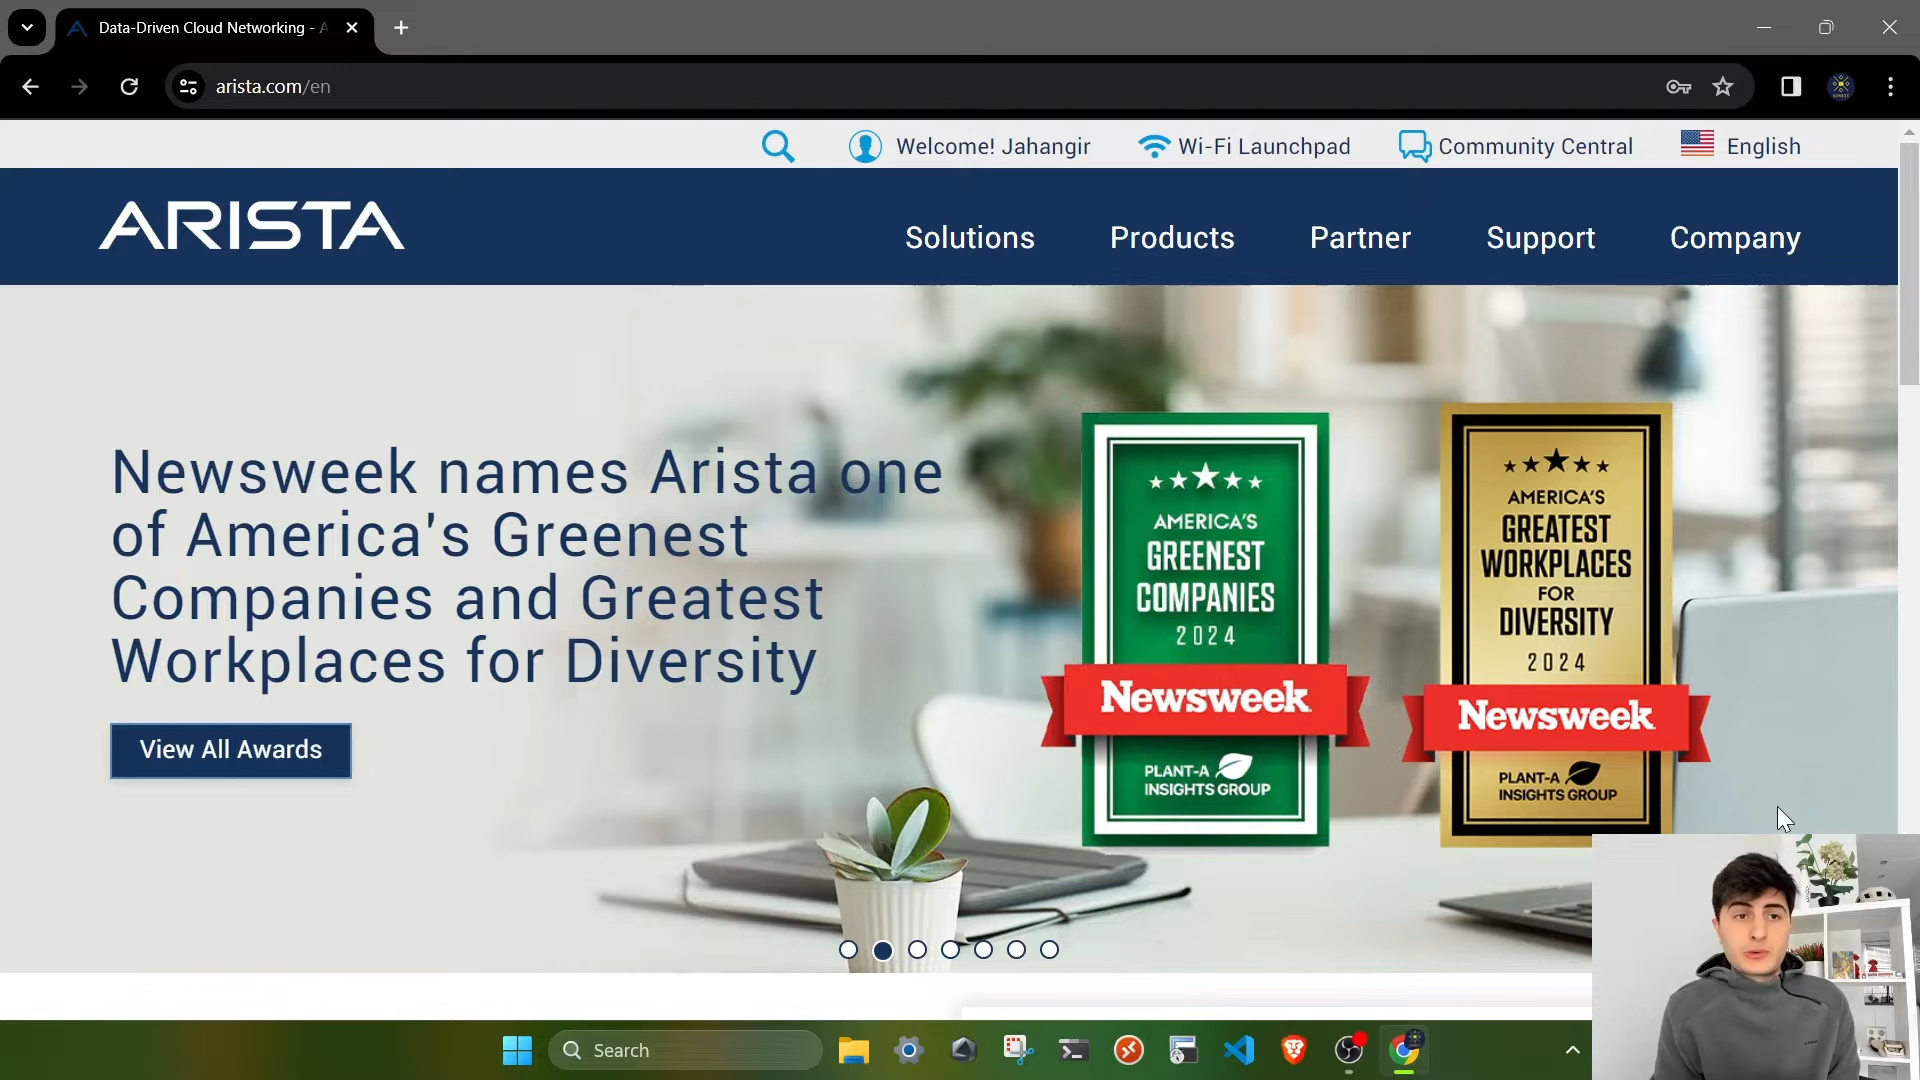 Data-Driven Cloud Networking - A
arista.com/en
Welcome! Jahangir
Wi-Fi Launchpad
Community Central
English
ARISTA
Solutions
Products
Partner
Support
Company
Newsweek names Arista one
of America's Greenest
Companies and Greatest
Workplaces for Diversity
View All Awards
AMERICA'S
GREENEST
COMPANIES
2024
Newsweek
PLANT-A
INSIGHTS GROUP
AMERICA'S
GREATEST
WORKPLACES
FOR
DIVERSITY
2024
Newsweek
PLANT-A
INSIGHTS GROUP
Search